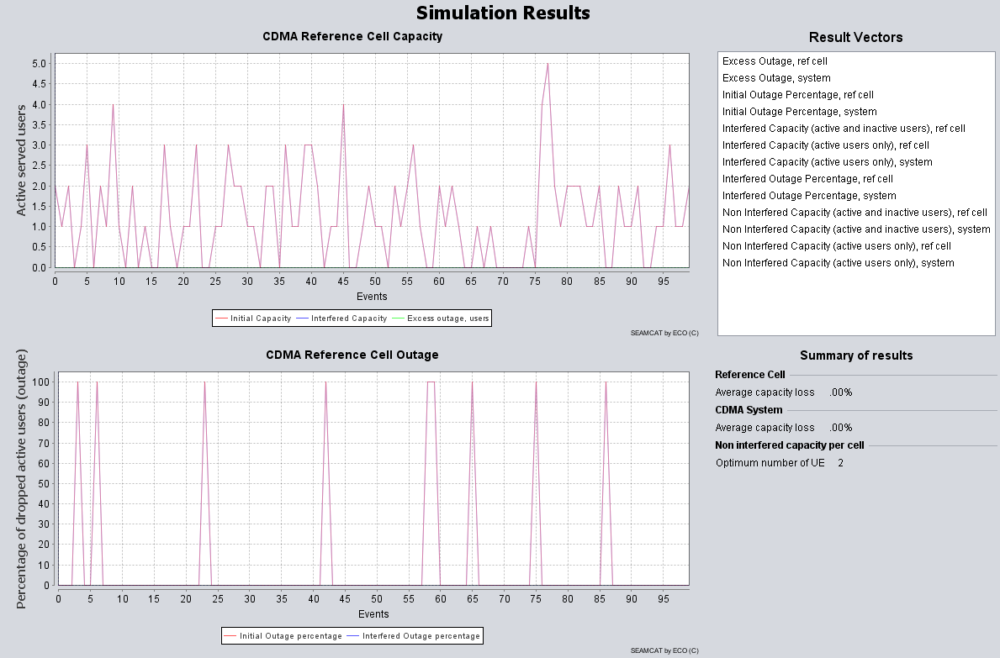 Simulation Results
CDMA Reference Cell Capacity
Active served users
5.0
4.5
4.0
3.5
3.0
2.5
2.0
1.5
1.0
0.5
0.0
0 5 10 15 20 25 30 35 40 45 50 55 60 65 70 75 80 85 90 95
Events
Initial Capacity Interfered Capacity Excess outage, users
SEAMCAT by ECO (C)
Result Vectors
Excess Outage, ref cell
Excess Outage, system
Initial Outage Percentage, ref cell
Initial Outage Percentage, system
Interfered Capacity (active and inactive users), ref cell
Interfered Capacity (active users only), ref cell
Interfered Capacity (active users only), system
Interfered Outage Percentage, ref cell
Interfered Outage Percentage, system
Non Interfered Capacity (active and inactive users), ref cell
Non Interfered Capacity (active and inactive users), system
Non Interfered Capacity (active users only), ref cell
Non Interfered Capacity (active users only), system
CDMA Reference Cell Outage
Percentage of dropped active users (outage)
100
90
80
70
60
50
40
30
20
10
0
0 5 10 15 20 25 30 35 40 45 50 55 60 65 70 75 80 85 90 95
Events
Initial Outage percentage Interfered Outage percentage
SEAMCAT by ECO (C)
Summary of results
Reference Cell
Average capacity loss .00%
CDMA System
Average capacity loss .00%
Non interfered capacity per cell
Optimum number of UE 2